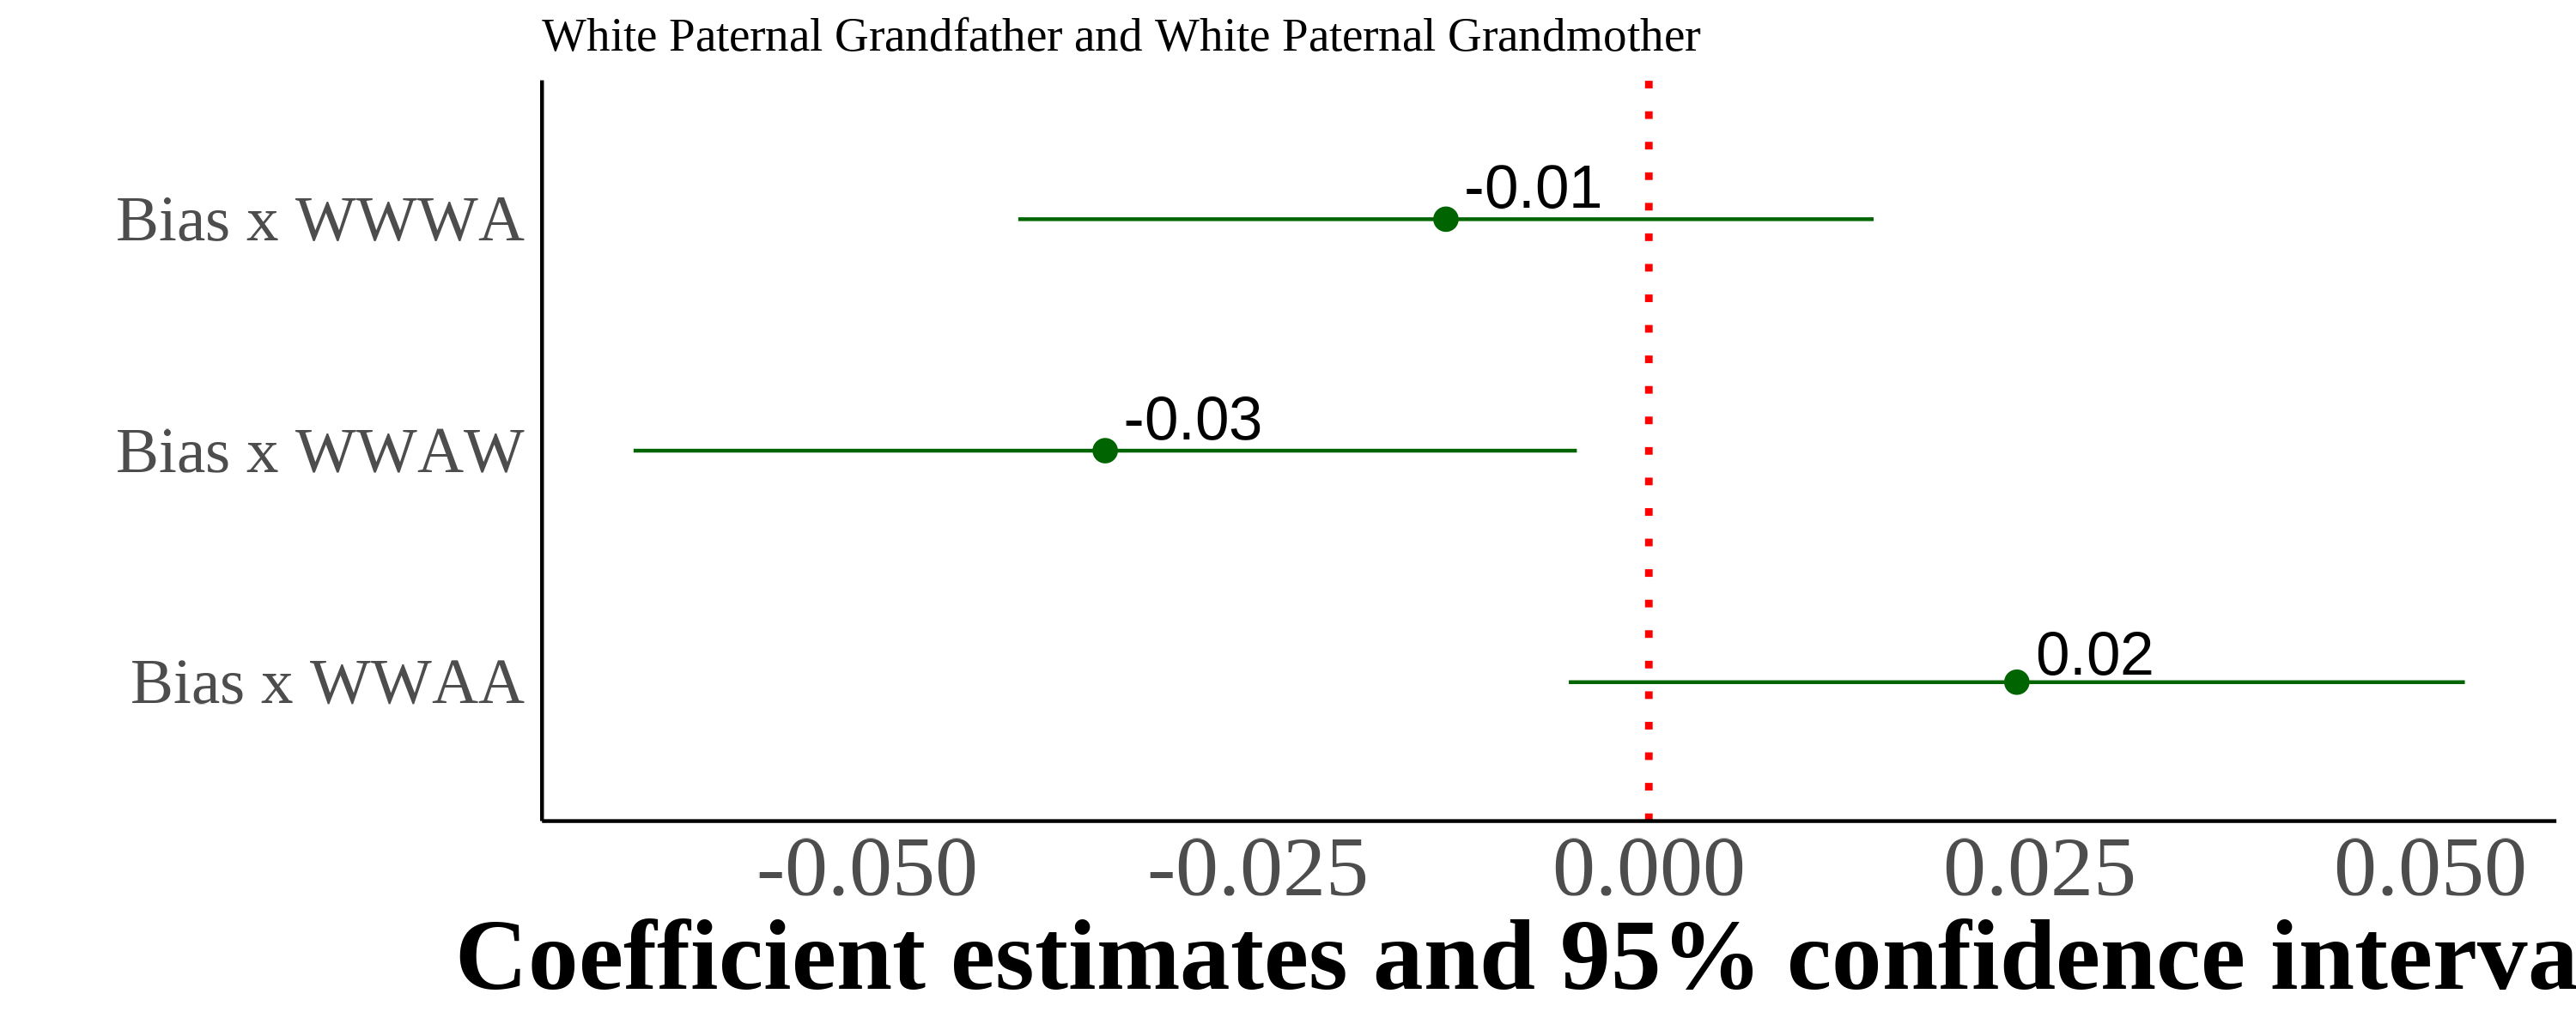 White Paternal Grandfather and White Paternal Grandmother
Bias x WWWA
-0.01
Bias x WWAW
-0.03
Bias x WWAA
0.02
-0.050 -0.025 0.000 0.025 0.050
Coefficient estimates and 95% confidence interva